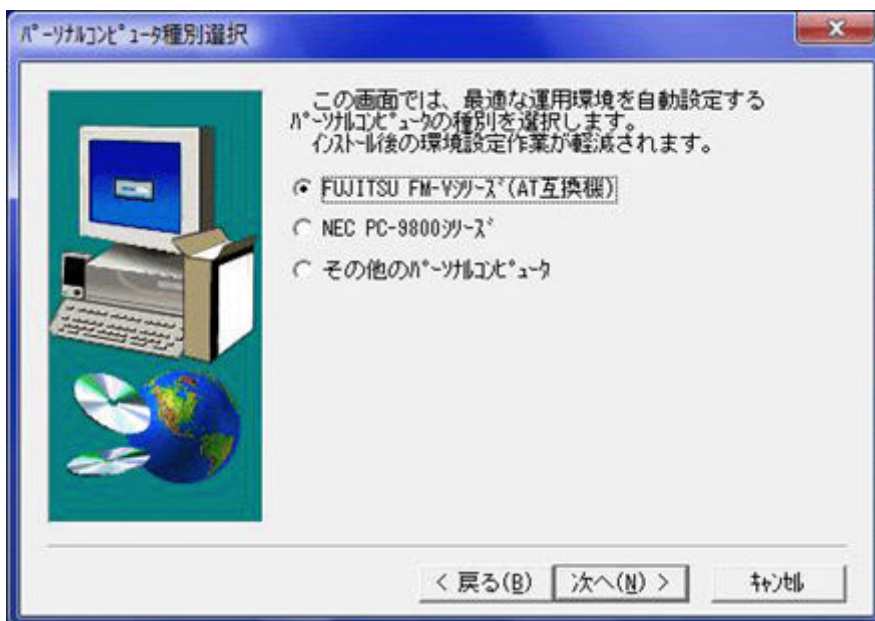 ﾊﾟｰｿﾅﾙｺﾝﾋﾟｭｰﾀ種別選択
この画面では、最適な運用環境を自動設定する
ﾊﾟｰｿﾅﾙｺﾝﾋﾟｭｰﾀの種別を選択します。
ｲﾝｽﾄｰﾙ後の環境設定作業が軽減されます。
FUJITSU FM-Vｼﾘｰｽﾞ(AT互換機)
NEC PC-9800ｼﾘｰｽﾞ
その他のﾊﾟｰｿﾅﾙｺﾝﾋﾟｭｰﾀ
< 戻る(B)
次へ(N) >
ｷｬﾝｾﾙ